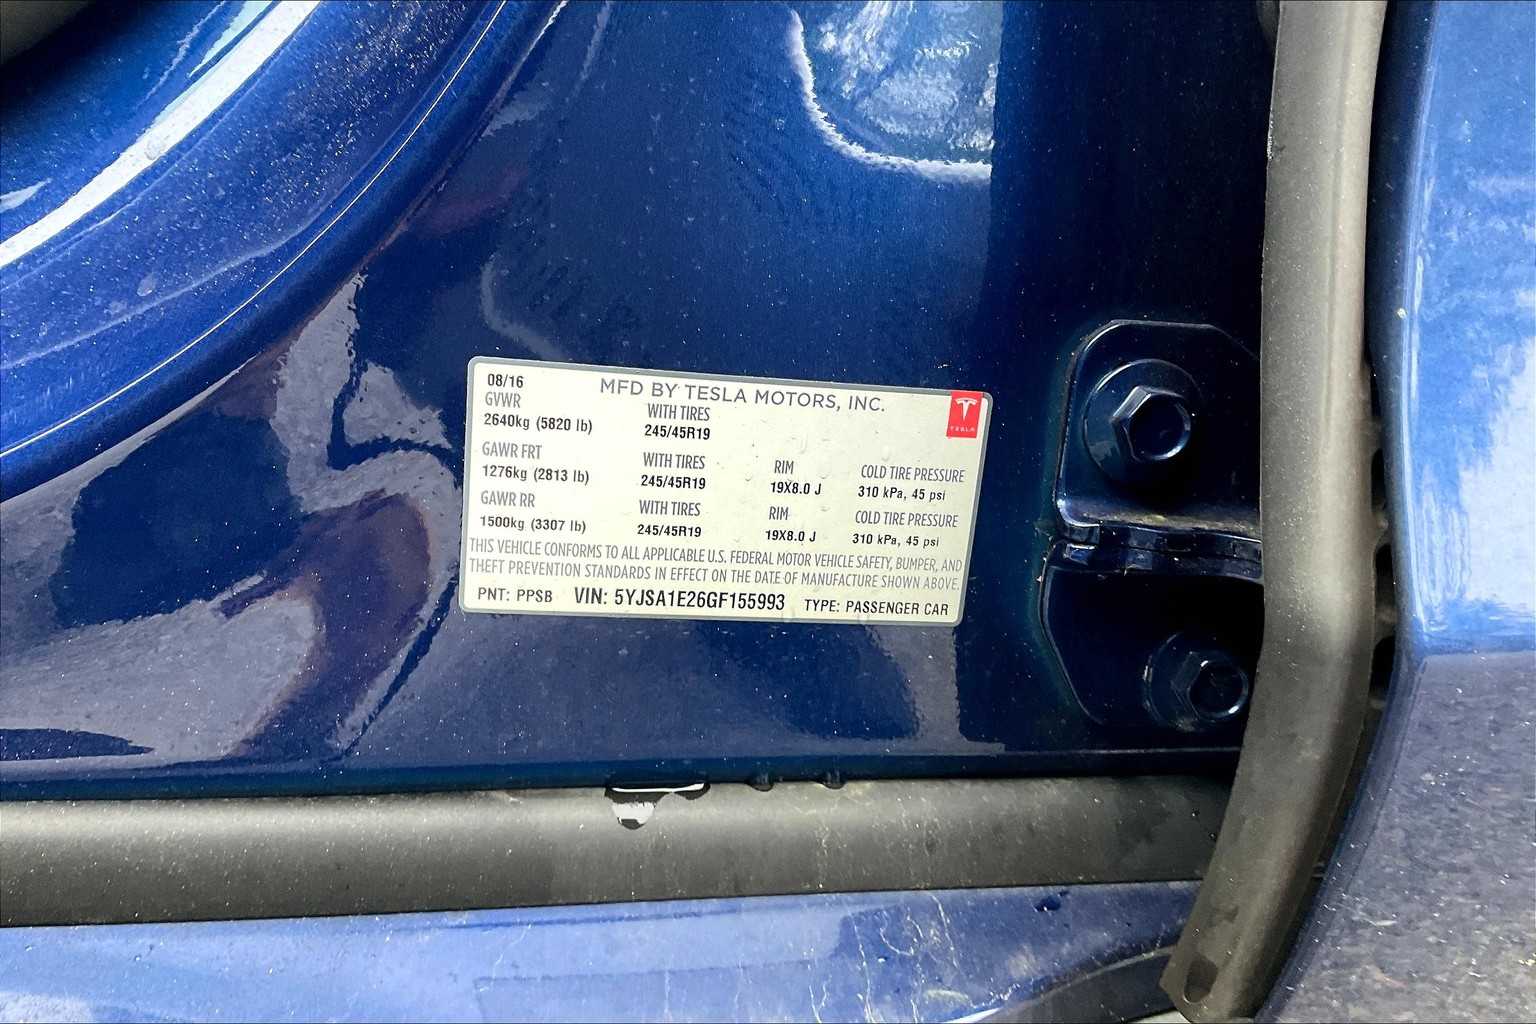 08/16
MFD BY TESLA MOTORS, INC.
GVWR WITH TIRES
2640kg (5820 lb) 245/45R19
TESLA
GAWR FRT WITH TIRES RIM COLD TIRE PRESSURE
1276kg (2813 lb) 245/45R19 19X8.0 J 310 kPa, 45 psi
GAWR RR WITH TIRES RIM COLD TIRE PRESSURE
1500kg (3307 lb) 245/45R19 19X8.0 J 310 kPa, 45 psi
THIS VEHICLE CONFORMS TO ALL APPLICABLE U.S. FEDERAL MOTOR VEHICLE SAFETY, BUMPER, AND
THEFT PREVENTION STANDARDS IN EFFECT ON THE DATE OF MANUFACTURE SHOWN ABOVE.
PNT: PPSB VIN: 5YJSA1E26GF155993 TYPE: PASSENGER CAR